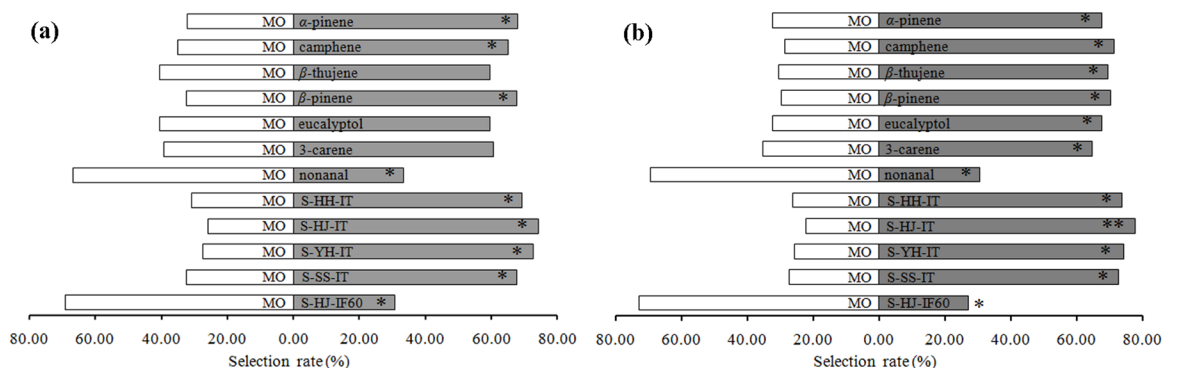 (a)
MO α-pinene *
MO camphene *
MO β-thujene
MO β-pinene *
MO eucalyptol
MO 3-carene
MO nonanal *
MO S-HH-IT *
MO S-HJ-IT *
MO S-YH-IT *
MO S-SS-IT *
MO S-HJ-IF60 *
80.00 60.00 40.00 20.00 0.00 20.00 40.00 60.00 80.00
Selection rate (%)
(b)
MO α-pinene *
MO camphene *
MO β-thujene *
MO β-pinene *
MO eucalyptol *
MO 3-carene *
MO nonanal *
MO S-HH-IT *
MO S-HJ-IT **
MO S-YH-IT *
MO S-SS-IT *
MO S-HJ-IF60 *
80.00 60.00 40.00 20.00 0.00 20.00 40.00 60.00 80.00
Selection rate (%)